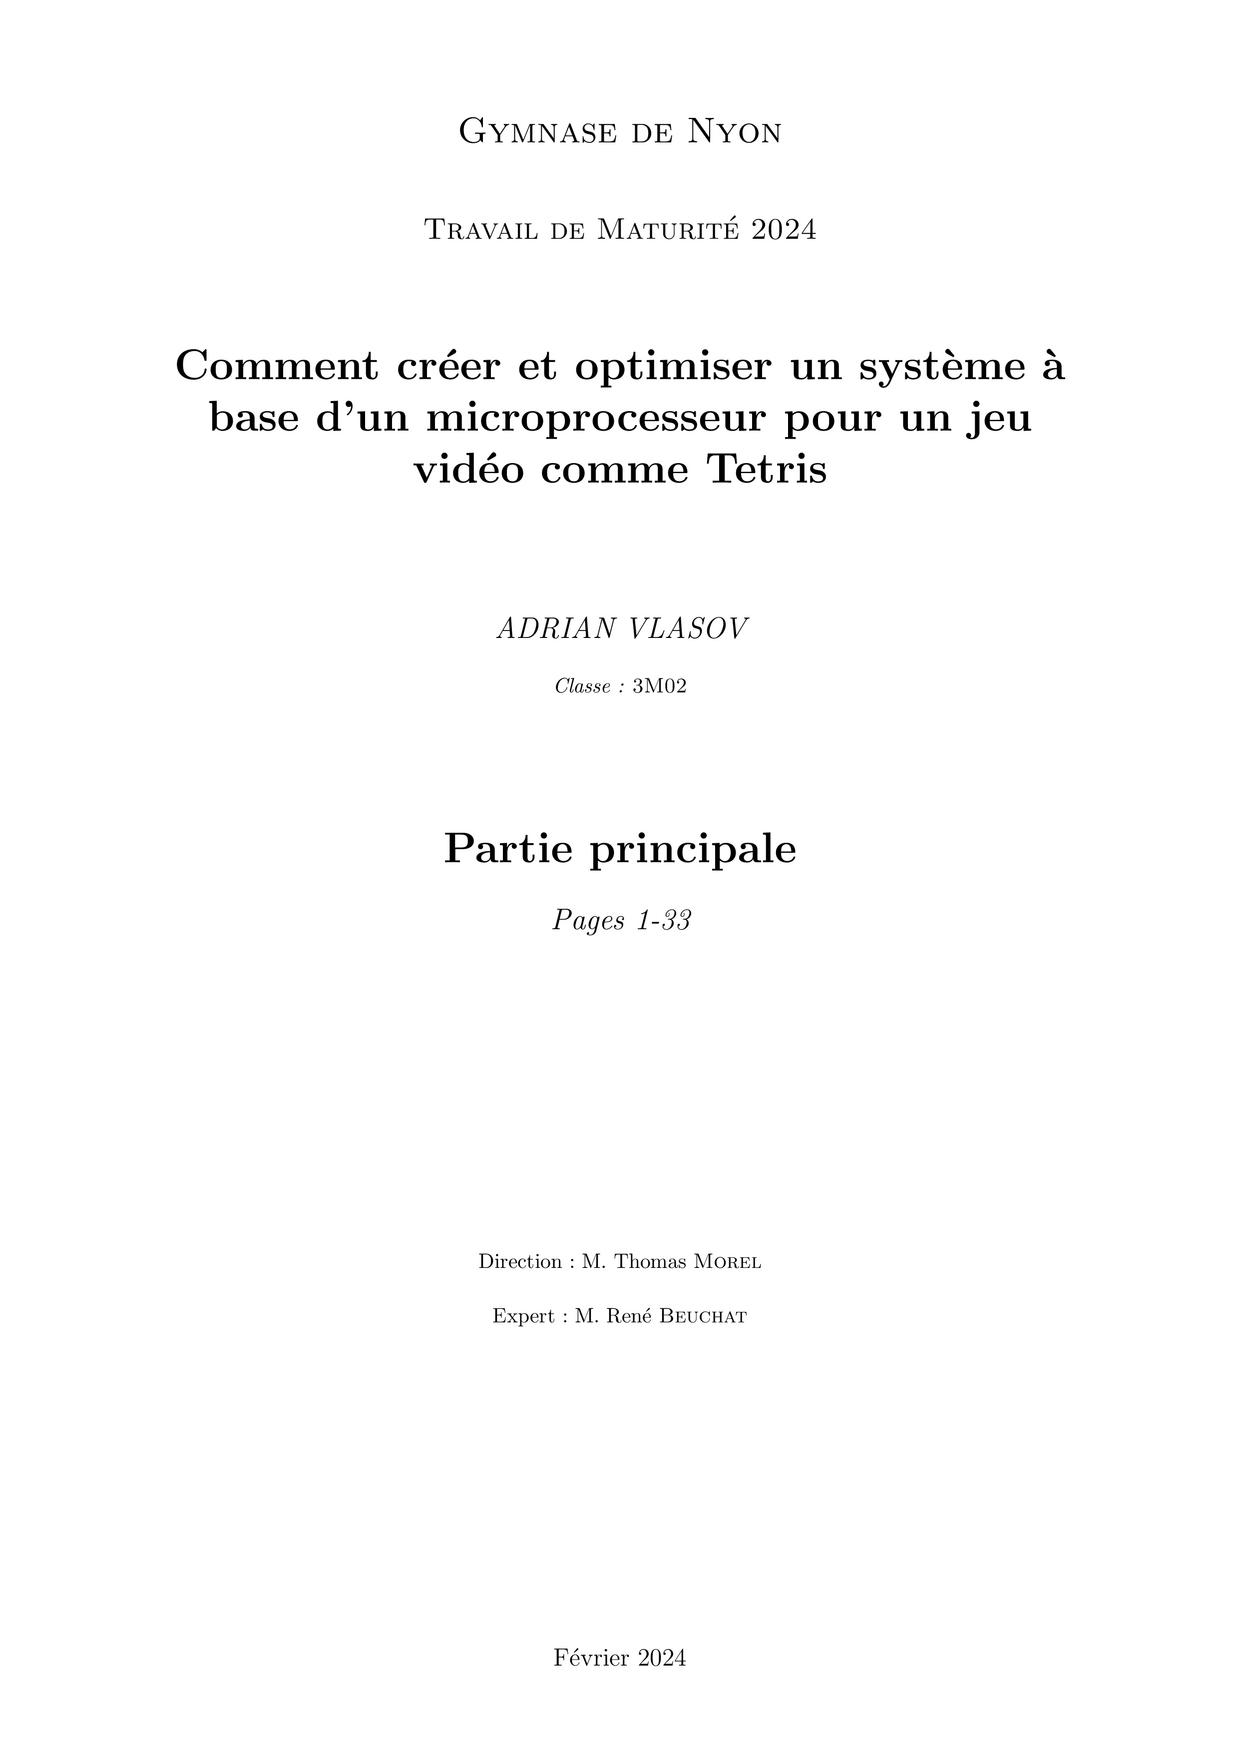 Gymnase de Nyon
Travail de Maturité 2024
Comment créer et optimiser un système à
base d'un microprocesseur pour un jeu
vidéo comme Tetris
ADRIAN VLASOV
Classe : 3M02
Partie principale
Pages 1-33
Direction : M. Thomas Morel
Expert : M. René Beuchat
Février 2024